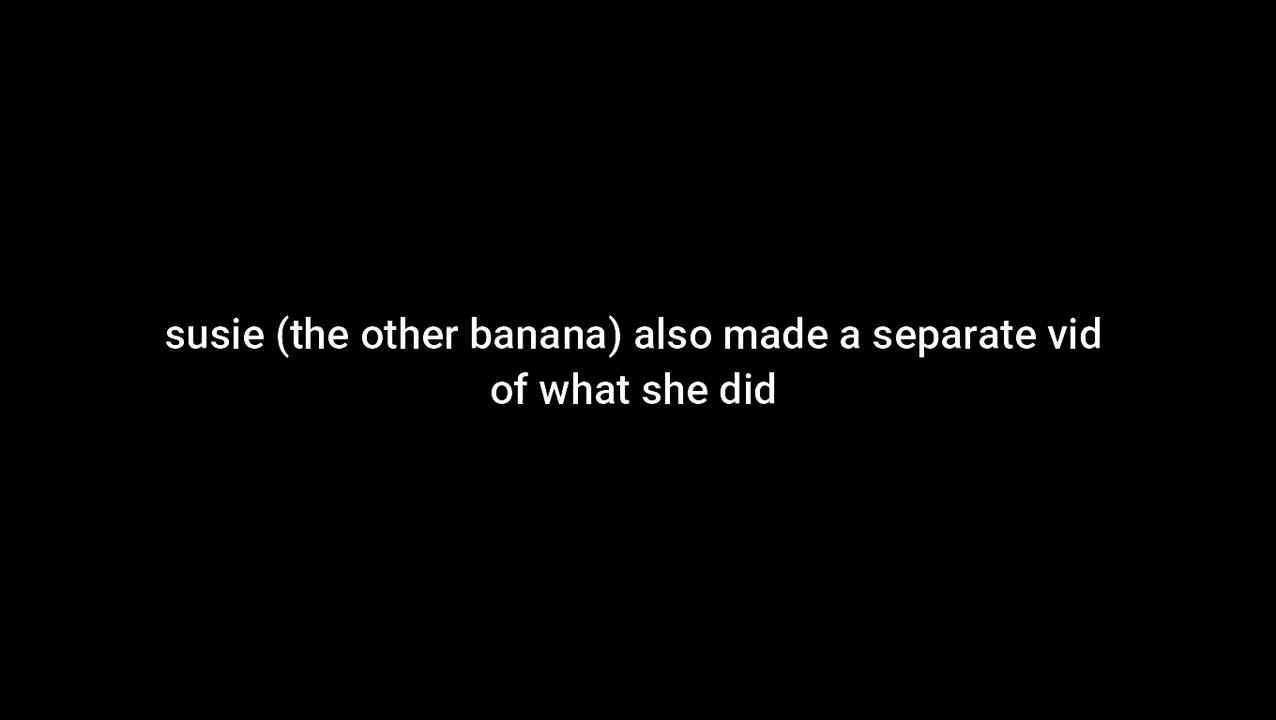 susie (the other banana) also made a separate vid
of what she did